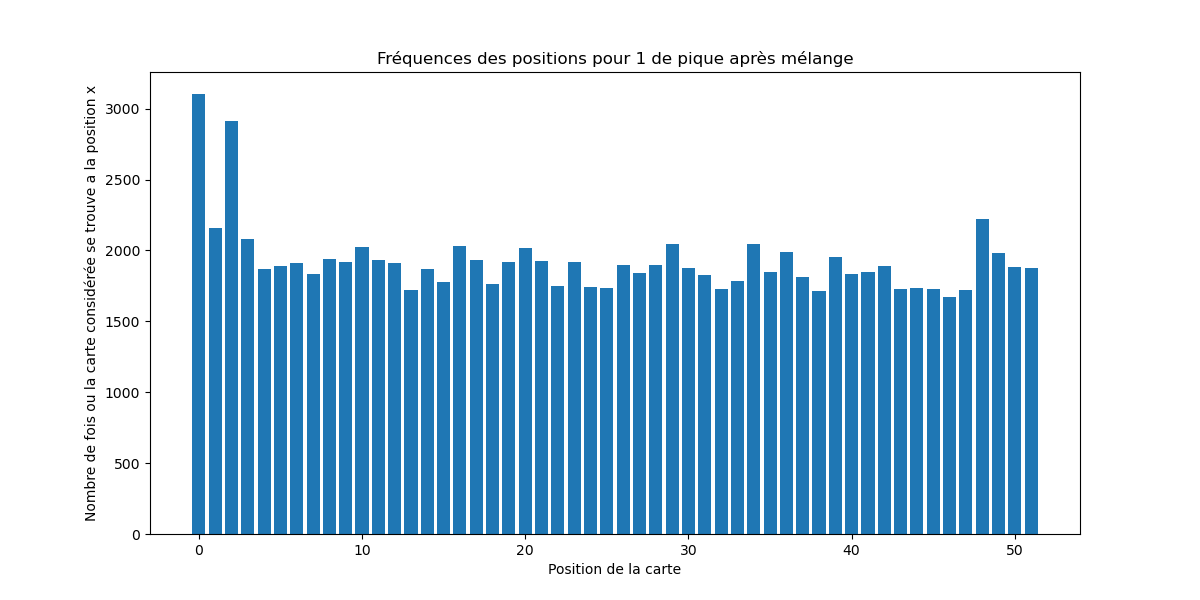 Fréquences des positions pour 1 de pique après mélange
Nombre de fois ou la carte considérée se trouve a la position x
3000
2500
2000
1500
1000
500
0
0 10 20 30 40 50
Position de la carte